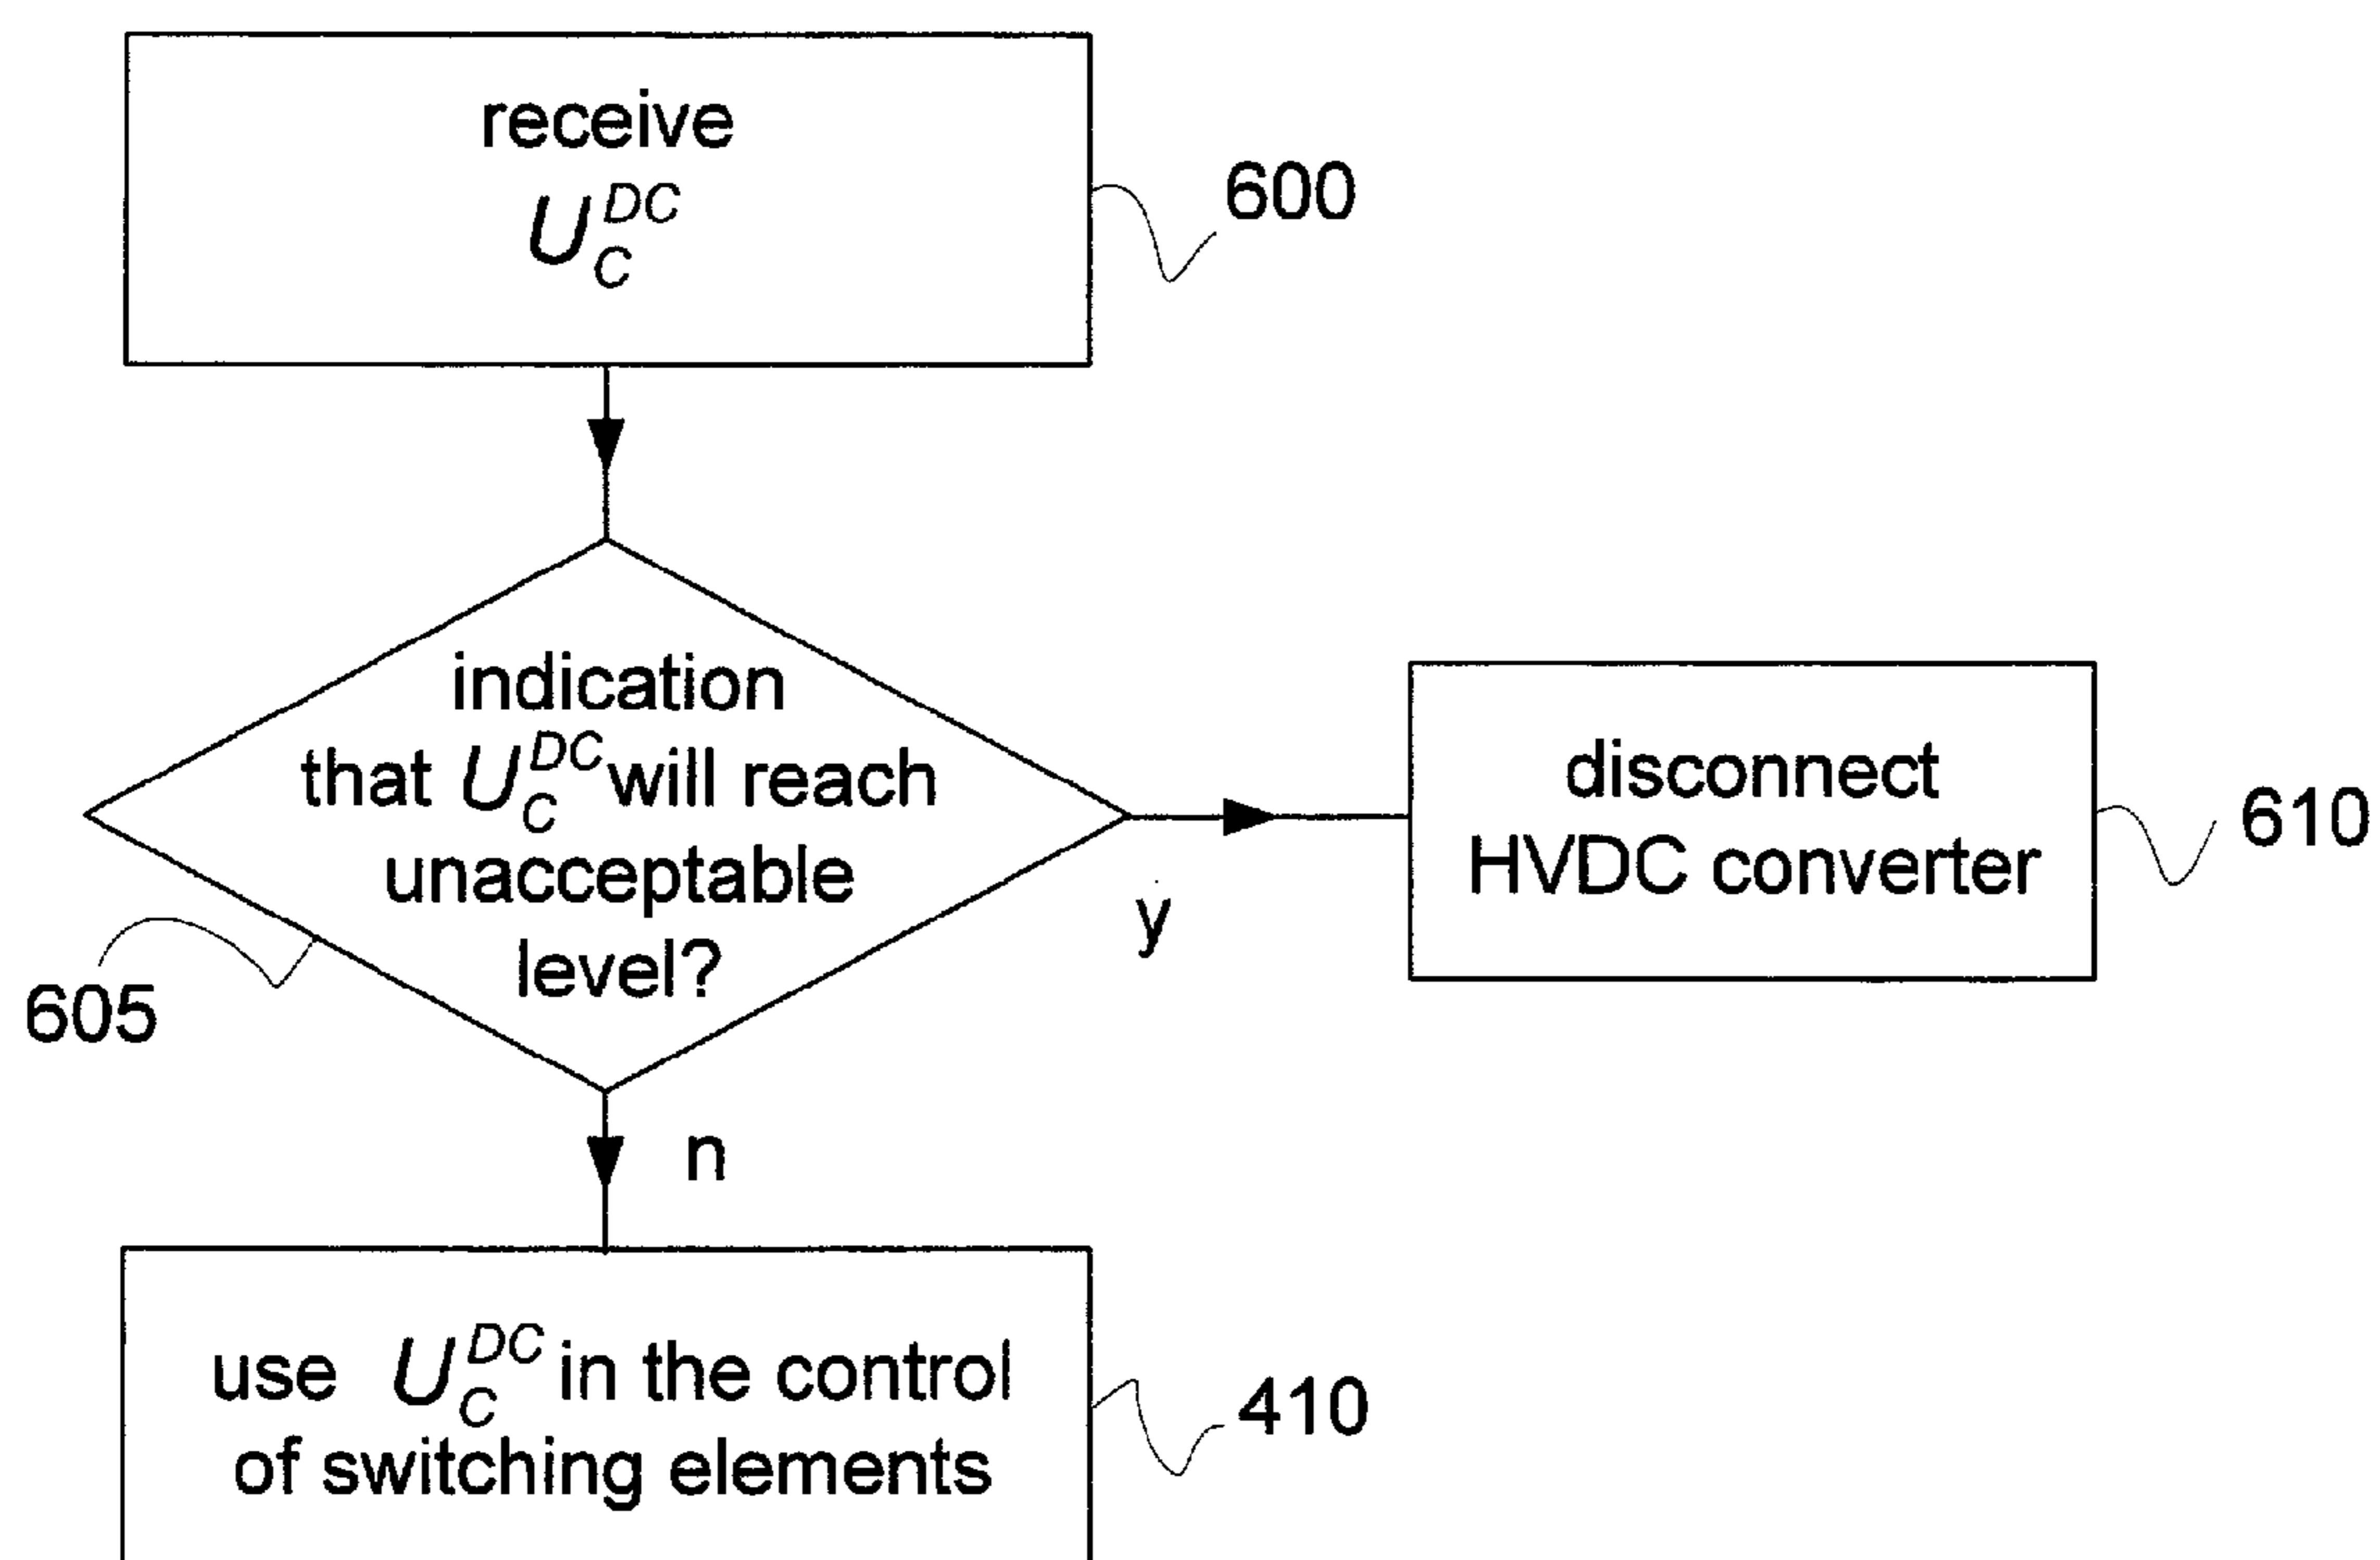 receive
U_C^DC
600
indication
that U_C^DC will reach
unacceptable
level?
605
y
disconnect
HVDC converter
610
n
use U_C^DC in the control
of switching elements
410